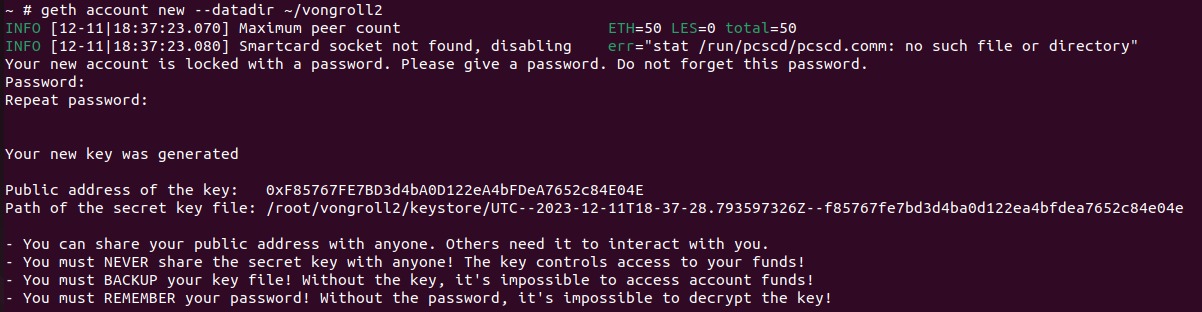 ~ # geth account new --datadir ~/vongroll2
INFO [12-11|18:37:23.070] Maximum peer count                       ETH=50 LES=0 total=50
INFO [12-11|18:37:23.080] Smartcard socket not found, disabling    err="stat /run/pcscd/pcscd.comm: no such file or directory"
Your new account is locked with a password. Please give a password. Do not forget this password.
Password:
Repeat password:
Your new key was generated
Public address of the key:   0xF85767FE7BD3d4bA0D122eA4bFDeA7652c84E04E
Path of the secret key file: /root/vongroll2/keystore/UTC--2023-12-11T18-37-28.793597326Z--f85767fe7bd3d4ba0d122ea4bfdea7652c84e04e
- You can share your public address with anyone. Others need it to interact with you.
- You must NEVER share the secret key with anyone! The key controls access to your funds!
- You must BACKUP your key file! Without the key, it's impossible to access account funds!
- You must REMEMBER your password! Without the password, it's impossible to decrypt the key!